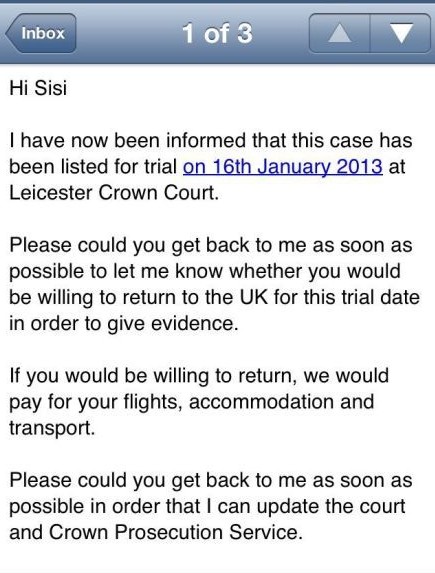 Inbox
1 of 3
Hi Sisi
I have now been informed that this case has
been listed for trial on 16th January 2013 at
Leicester Crown Court.
Please could you get back to me as soon as
possible to let me know whether you would
be willing to return to the UK for this trial date
in order to give evidence.
If you would be willing to return, we would
pay for your flights, accommodation and
transport.
Please could you get back to me as soon as
possible in order that I can update the court
and Crown Prosecution Service.